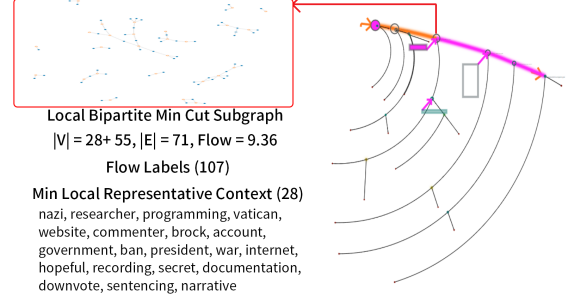 Local Bipartite Min Cut Subgraph
|V| = 28+ 55, |E| = 71, Flow = 9.36
Flow Labels (107)
Min Local Representative Context (28)
nazi, researcher, programming, vatican,
website, commenter, brock, account,
government, ban, president, war, internet,
hopeful, recording, secret, documentation,
downvote, sentencing, narrative